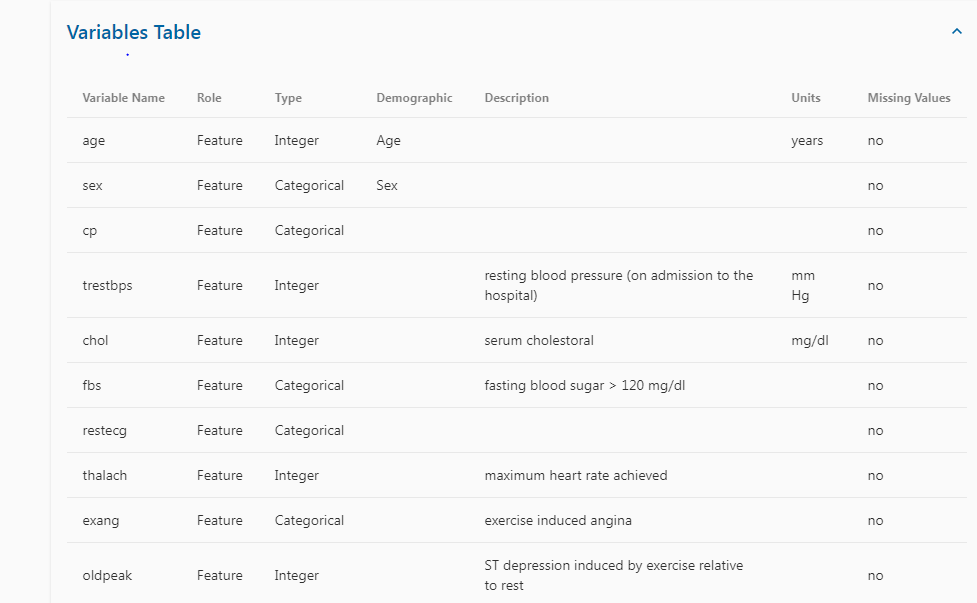 Variables Table
Variable Name Role Type Demographic Description Units Missing Values
age Feature Integer Age years no
sex Feature Categorical Sex no
cp Feature Categorical no
trestbps Feature Integer resting blood pressure (on admission to the hospital) mm Hg no
chol Feature Integer serum cholestoral mg/dl no
fbs Feature Categorical fasting blood sugar > 120 mg/dl no
restecg Feature Categorical no
thalach Feature Integer maximum heart rate achieved no
exang Feature Categorical exercise induced angina no
oldpeak Feature Integer ST depression induced by exercise relative to rest no